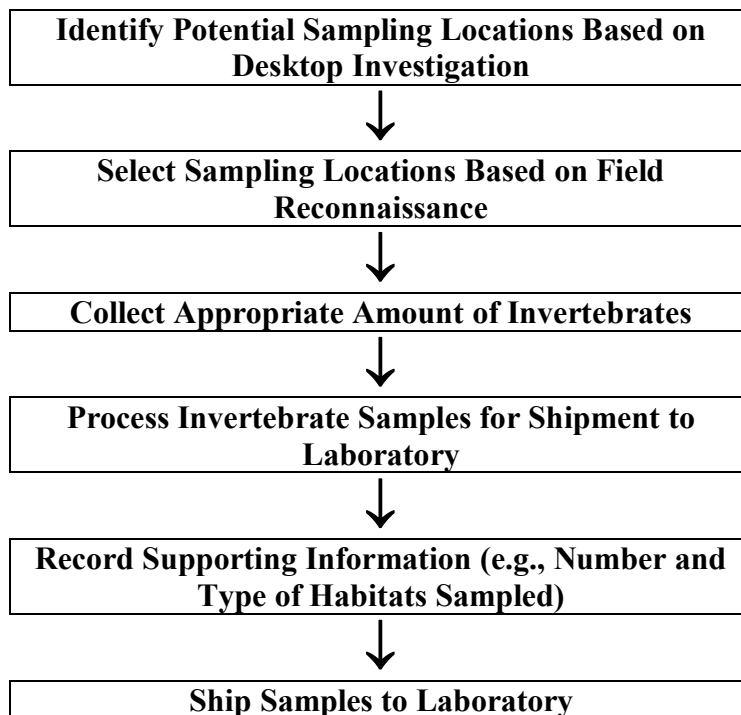 Identify Potential Sampling Locations Based on
Desktop Investigation
Select Sampling Locations Based on Field
Reconnaissance
Collect Appropriate Amount of Invertebrates
Process Invertebrate Samples for Shipment to
Laboratory
Record Supporting Information (e.g., Number and
Type of Habitats Sampled)
Ship Samples to Laboratory